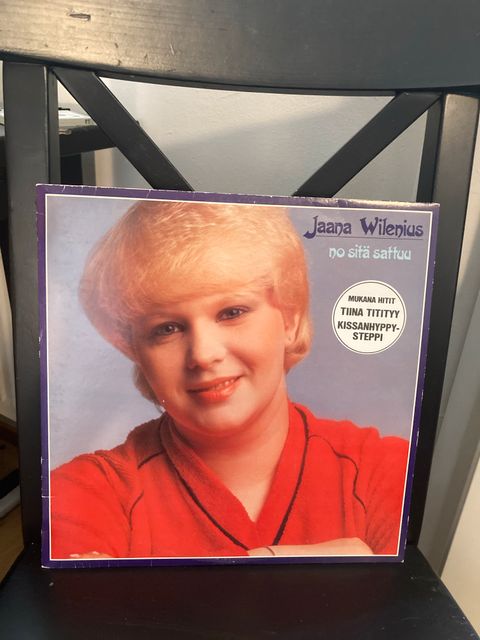 Jaana Wilenius
no sitä sattuu
MUKANA HITIT
TIINA TITITYY
KISSANHYPPY-
STEPPI